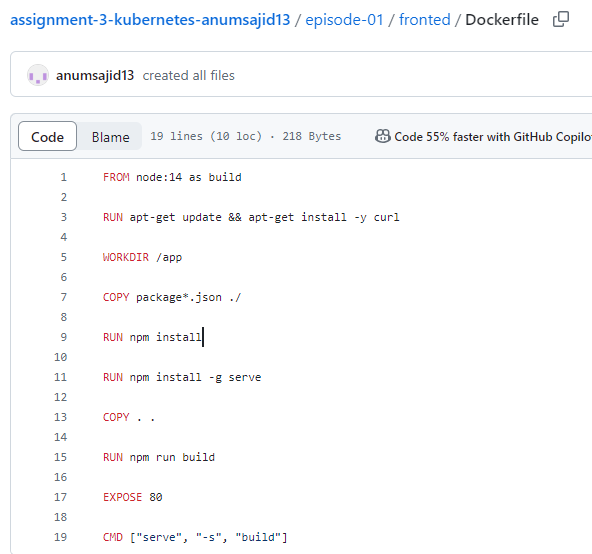 assignment-3-kubernetes-anumsajid13 / episode-01 / fronted / Dockerfile
anumsajid13 created all files
Code Blame 19 lines (10 loc) · 218 Bytes Code 55% faster with GitHub Copilo
1 FROM node:14 as build
2
3 RUN apt-get update && apt-get install -y curl
4
5 WORKDIR /app
6
7 COPY package*.json ./
8
9 RUN npm install
10
11 RUN npm install -g serve
12
13 COPY . .
14
15 RUN npm run build
16
17 EXPOSE 80
18
19 CMD ["serve", "-s", "build"]